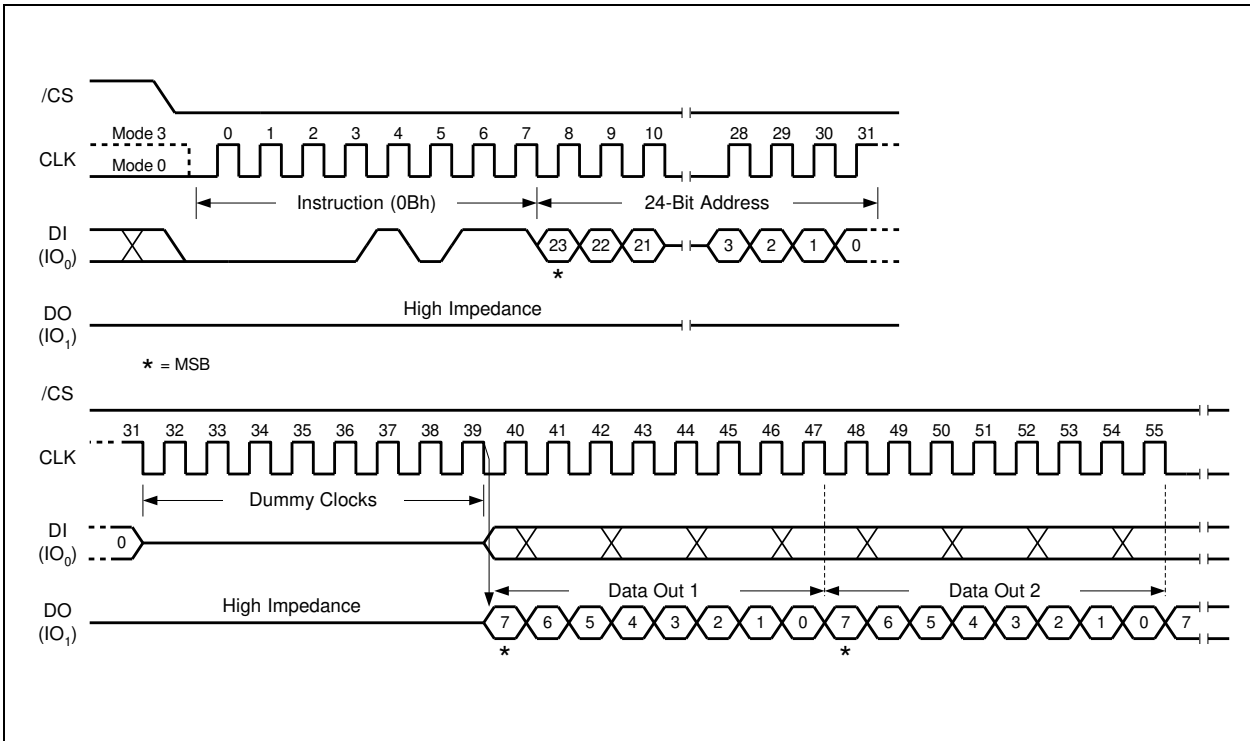 /CS
Mode 3 0 1 2 3 4 5 6 7 8 9 10 28 29 30 31
CLK
Mode 0
Instruction (0Bh) 24-Bit Address
DI
(IO0) 23 22 21 3 2 1 0
*
High Impedance
DO
(IO1)
* = MSB
/CS
31 32 33 34 35 36 37 38 39 40 41 42 43 44 45 46 47 48 49 50 51 52 53 54 55
CLK
Dummy Clocks
DI
(IO0) 0
Data Out 1 Data Out 2
High Impedance
DO
(IO1) 7 6 5 4 3 2 1 0 7 6 5 4 3 2 1 0 7
* *